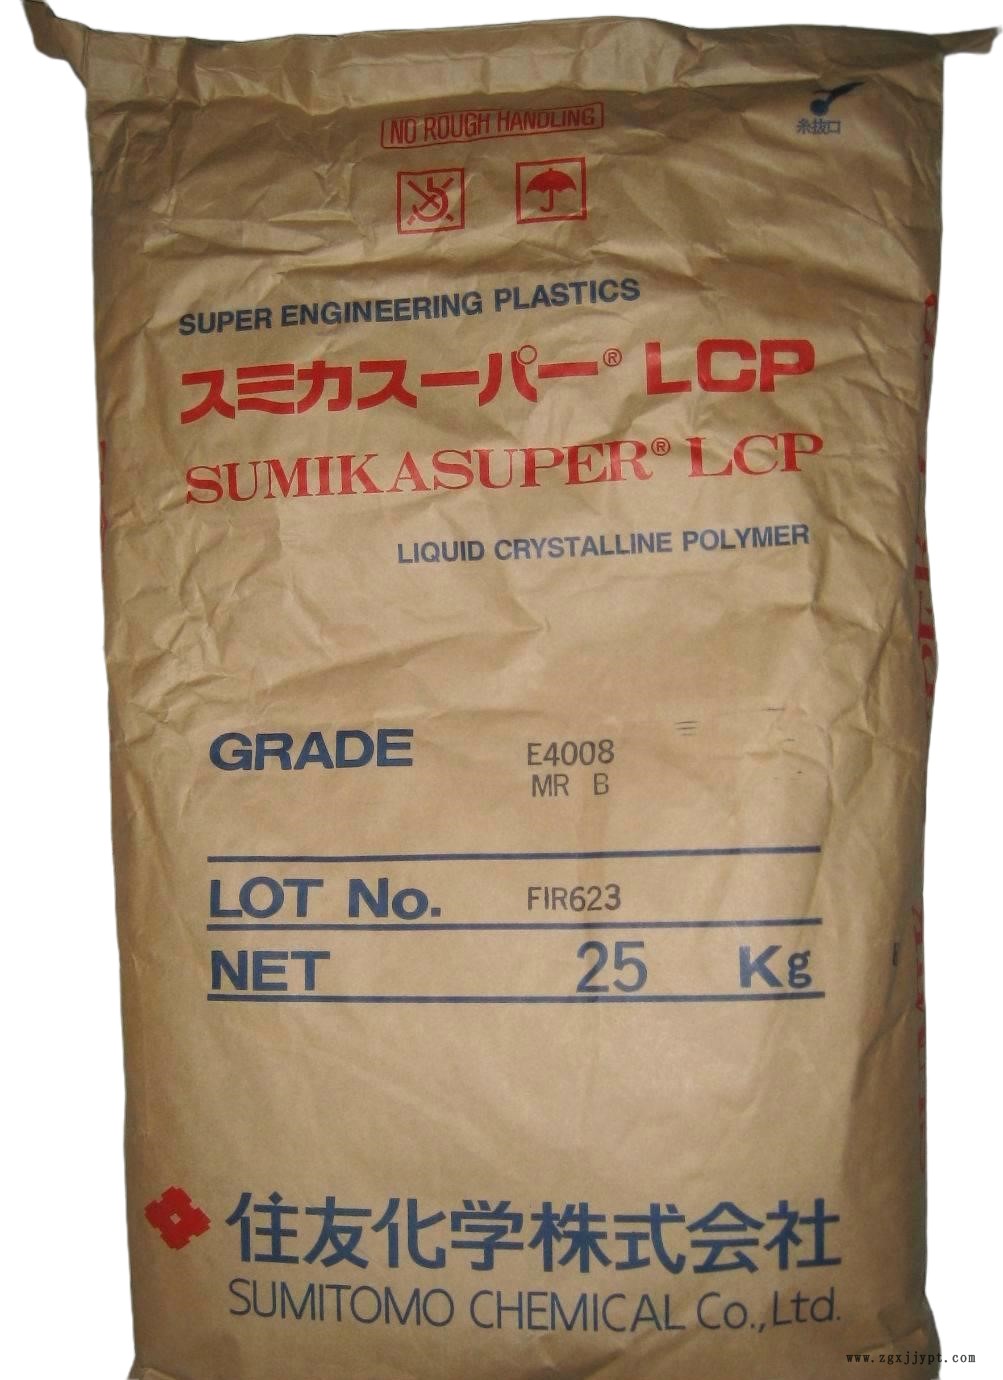 NO ROUGH HANDLING
糸抜口
SUPER ENGINEERING PLASTICS
スミカスーパー® LCP
SUMIKASUPER® LCP
LIQUID CRYSTALLINE POLYMER
GRADE E4008
MR B
LOT No. FIR623
NET 25 Kg
住友化学株式会社
SUMITOMO CHEMICAL Co.,Ltd.
www.zgxjjypt.com